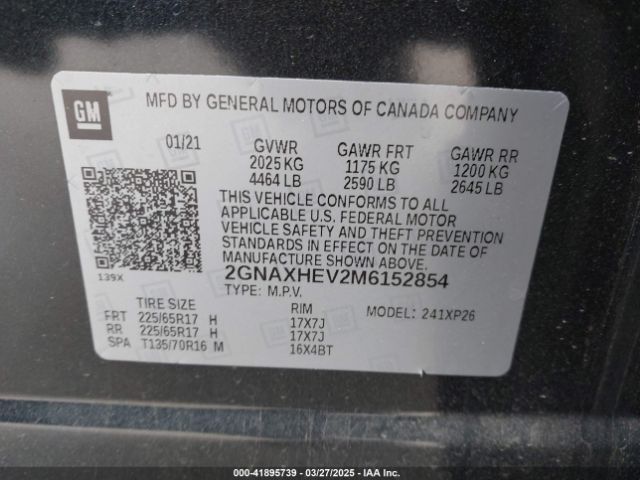 GM
MFD BY GENERAL MOTORS OF CANADA COMPANY
01/21 GVWR GAWR FRT GAWR RR
2025 KG 1175 KG 1200 KG
4464 LB 2590 LB 2645 LB
THIS VEHICLE CONFORMS TO ALL
APPLICABLE U.S. FEDERAL MOTOR
VEHICLE SAFETY AND THEFT PREVENTION
STANDARDS IN EFFECT ON THE DATE OF
MANUFACTURE SHOWN ABOVE.
139X
2GNAXHEV2M6152854
TYPE: M.P.V.
TIRE SIZE RIM MODEL: 241XP26
FRT 225/65R17 H 17X7J
RR 225/65R17 H 17X7J
SPA T135/70R16 M 16X4BT
000-41895739 — 03/27/2025 — IAA Inc.